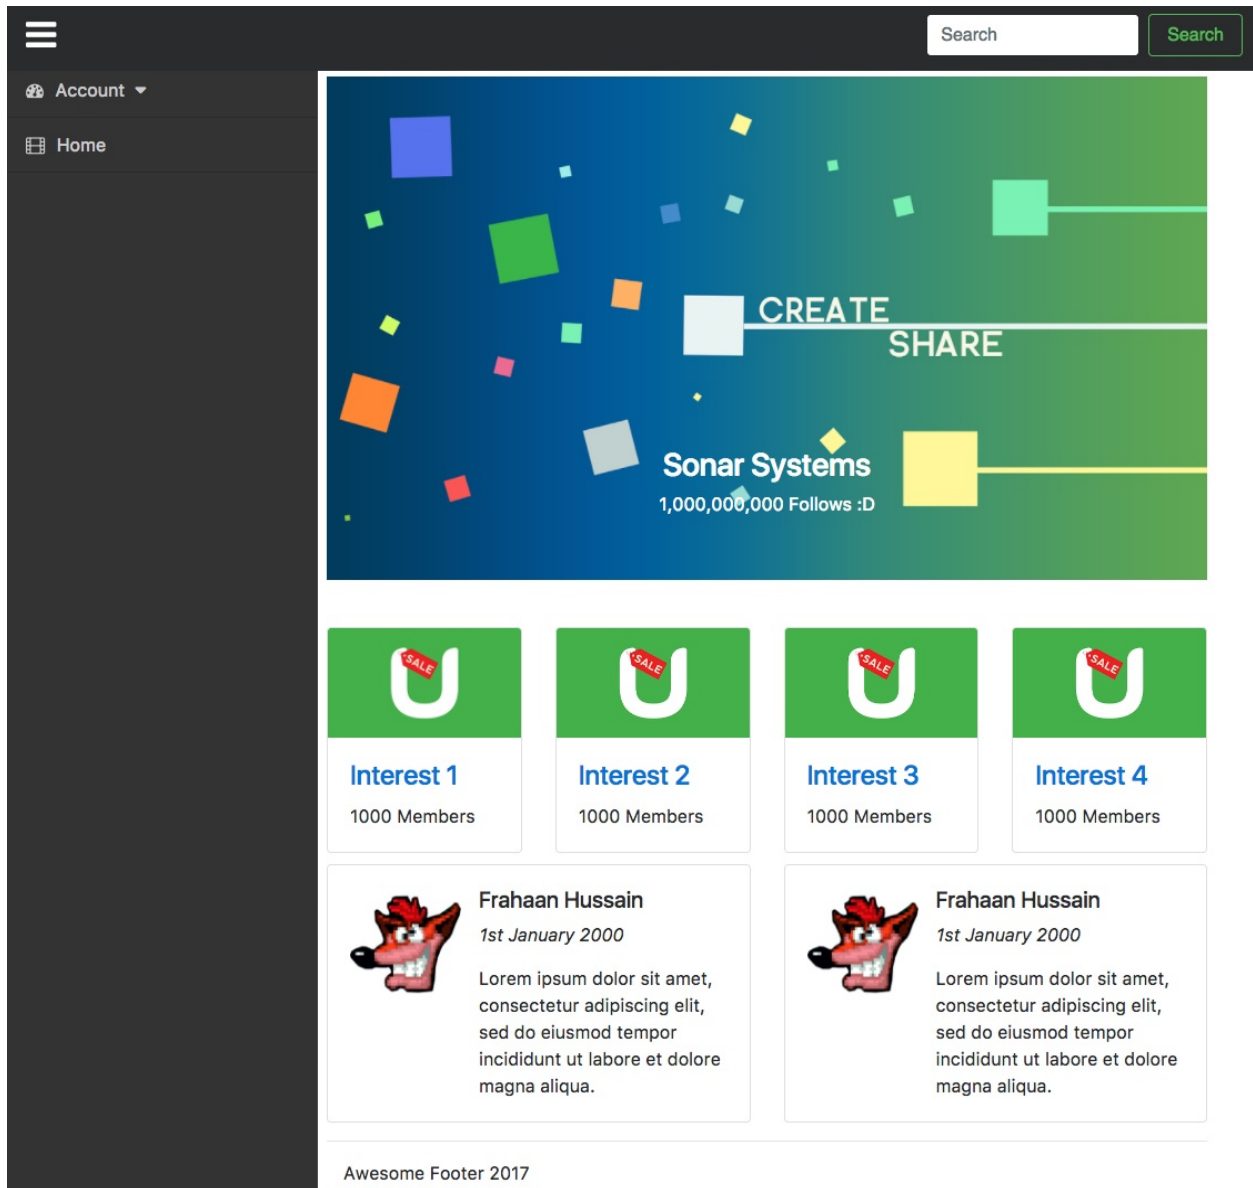 Search
Search
Account
Home
CREATE
SHARE
Sonar Systems
1,000,000,000 Follows :D
SALE
SALE
SALE
SALE
Interest 1
1000 Members
Interest 2
1000 Members
Interest 3
1000 Members
Interest 4
1000 Members
Frahaan Hussain
1st January 2000
Lorem ipsum dolor sit amet,
consectetur adipiscing elit,
sed do eiusmod tempor
incididunt ut labore et dolore
magna aliqua.
Frahaan Hussain
1st January 2000
Lorem ipsum dolor sit amet,
consectetur adipiscing elit,
sed do eiusmod tempor
incididunt ut labore et dolore
magna aliqua.
Awesome Footer 2017